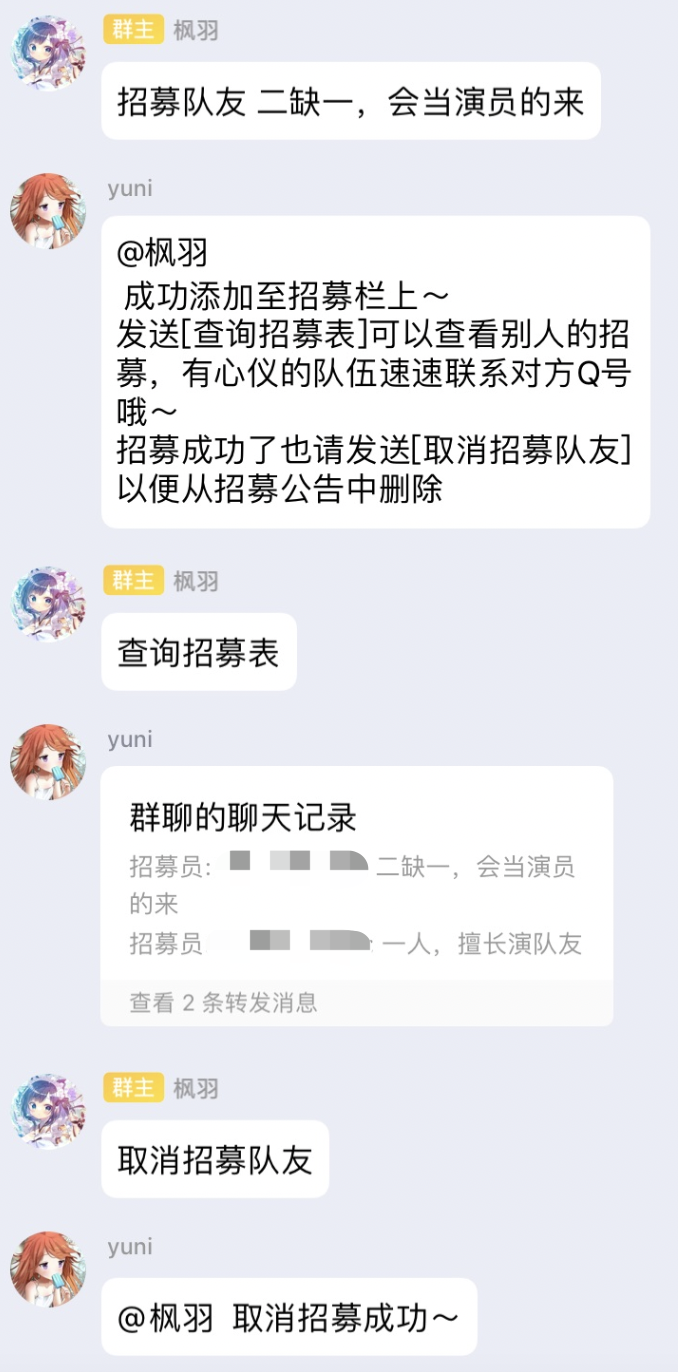 群主 枫羽
招募队友 二缺一，会当演员的来
yuni
@枫羽
成功添加至招募栏上～
发送[查询招募表]可以查看别人的招
募，有心仪的队伍速速联系对方Q号
哦～
招募成功了也请发送[取消招募队友]
以便从招募公告中删除
群主 枫羽
查询招募表
yuni
群聊的聊天记录
招募员: 二缺一，会当演员
的来
招募员 : 一人，擅长演队友
查看 2 条转发消息
群主 枫羽
取消招募队友
yuni
@枫羽 取消招募成功～